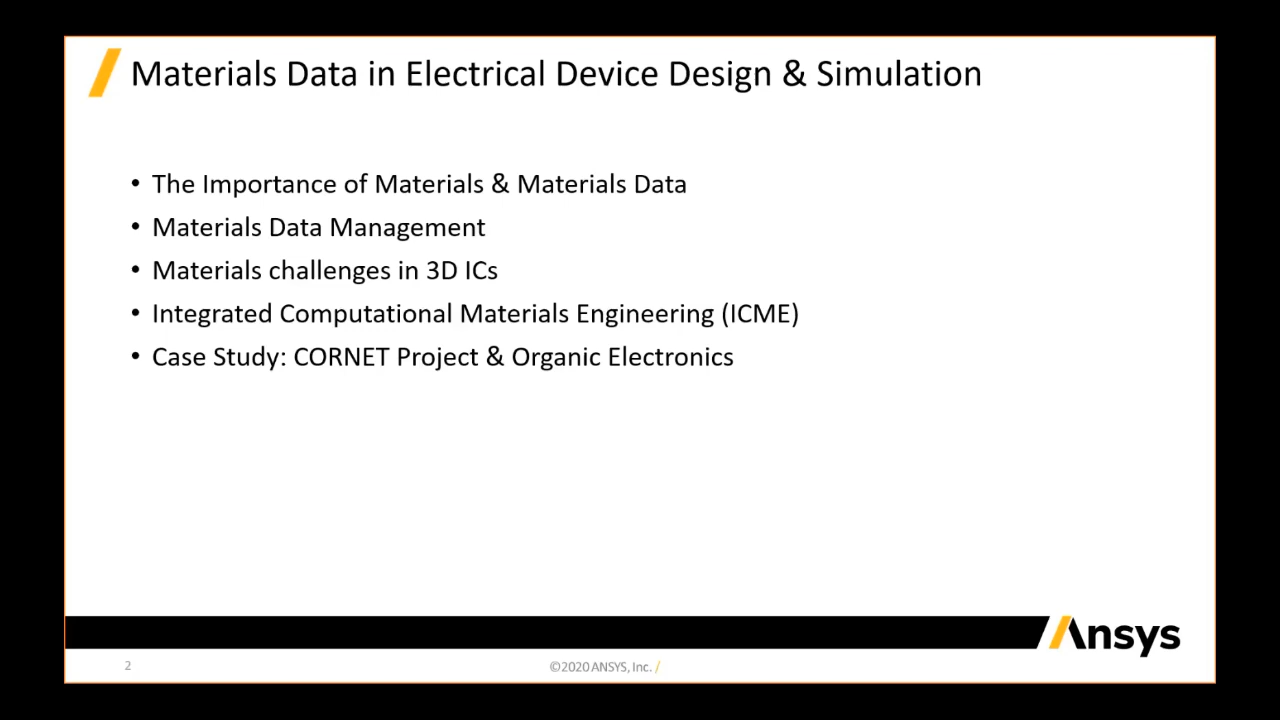 Materials Data in Electrical Device Design & Simulation
• The Importance of Materials & Materials Data
• Materials Data Management
• Materials challenges in 3D ICs
• Integrated Computational Materials Engineering (ICME)
• Case Study: CORNET Project & Organic Electronics
Ansys
2
©2020 ANSYS, Inc. /